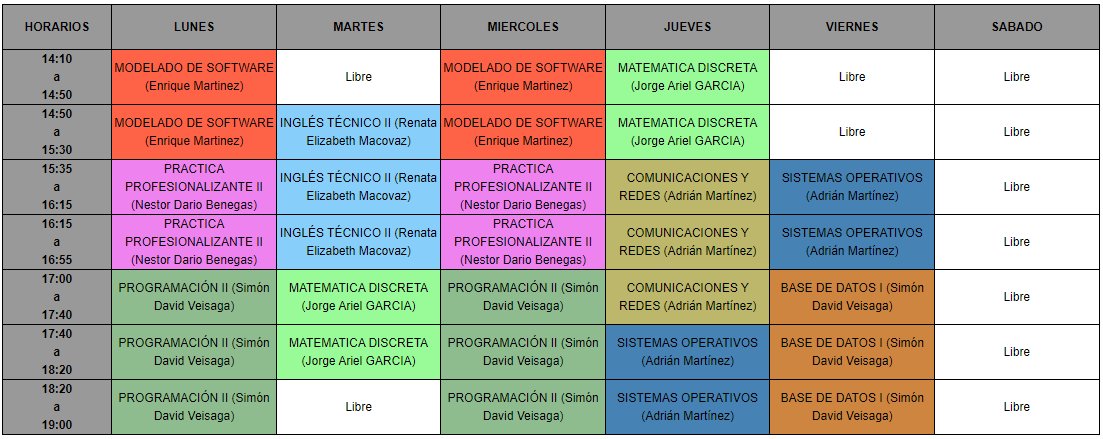 HORARIOS LUNES MARTES MIERCOLES JUEVES VIERNES SABADO
14:10
a
14:50
MODELADO DE SOFTWARE
(Enrique Martinez)
Libre
MODELADO DE SOFTWARE
(Enrique Martinez)
MATEMATICA DISCRETA
(Jorge Ariel GARCIA)
Libre
Libre
14:50
a
15:30
MODELADO DE SOFTWARE
(Enrique Martinez)
INGLÉS TÉCNICO II (Renata
Elizabeth Macovaz)
MODELADO DE SOFTWARE
(Enrique Martinez)
MATEMATICA DISCRETA
(Jorge Ariel GARCIA)
Libre
Libre
15:35
a
16:15
PRACTICA
PROFESIONALIZANTE II
(Nestor Dario Benegas)
INGLÉS TÉCNICO II (Renata
Elizabeth Macovaz)
PRACTICA
PROFESIONALIZANTE II
(Nestor Dario Benegas)
COMUNICACIONES Y
REDES (Adrián Martínez)
SISTEMAS OPERATIVOS
(Adrián Martínez)
Libre
16:15
a
16:55
PRACTICA
PROFESIONALIZANTE II
(Nestor Dario Benegas)
INGLÉS TÉCNICO II (Renata
Elizabeth Macovaz)
PRACTICA
PROFESIONALIZANTE II
(Nestor Dario Benegas)
COMUNICACIONES Y
REDES (Adrián Martínez)
SISTEMAS OPERATIVOS
(Adrián Martínez)
Libre
17:00
a
17:40
PROGRAMACIÓN II (Simón
David Veisaga)
MATEMATICA DISCRETA
(Jorge Ariel GARCIA)
PROGRAMACIÓN II (Simón
David Veisaga)
COMUNICACIONES Y
REDES (Adrián Martínez)
BASE DE DATOS I (Simón
David Veisaga)
Libre
17:40
a
18:20
PROGRAMACIÓN II (Simón
David Veisaga)
MATEMATICA DISCRETA
(Jorge Ariel GARCIA)
PROGRAMACIÓN II (Simón
David Veisaga)
SISTEMAS OPERATIVOS
(Adrián Martínez)
BASE DE DATOS I (Simón
David Veisaga)
Libre
18:20
a
19:00
PROGRAMACIÓN II (Simón
David Veisaga)
Libre
PROGRAMACIÓN II (Simón
David Veisaga)
SISTEMAS OPERATIVOS
(Adrián Martínez)
BASE DE DATOS I (Simón
David Veisaga)
Libre